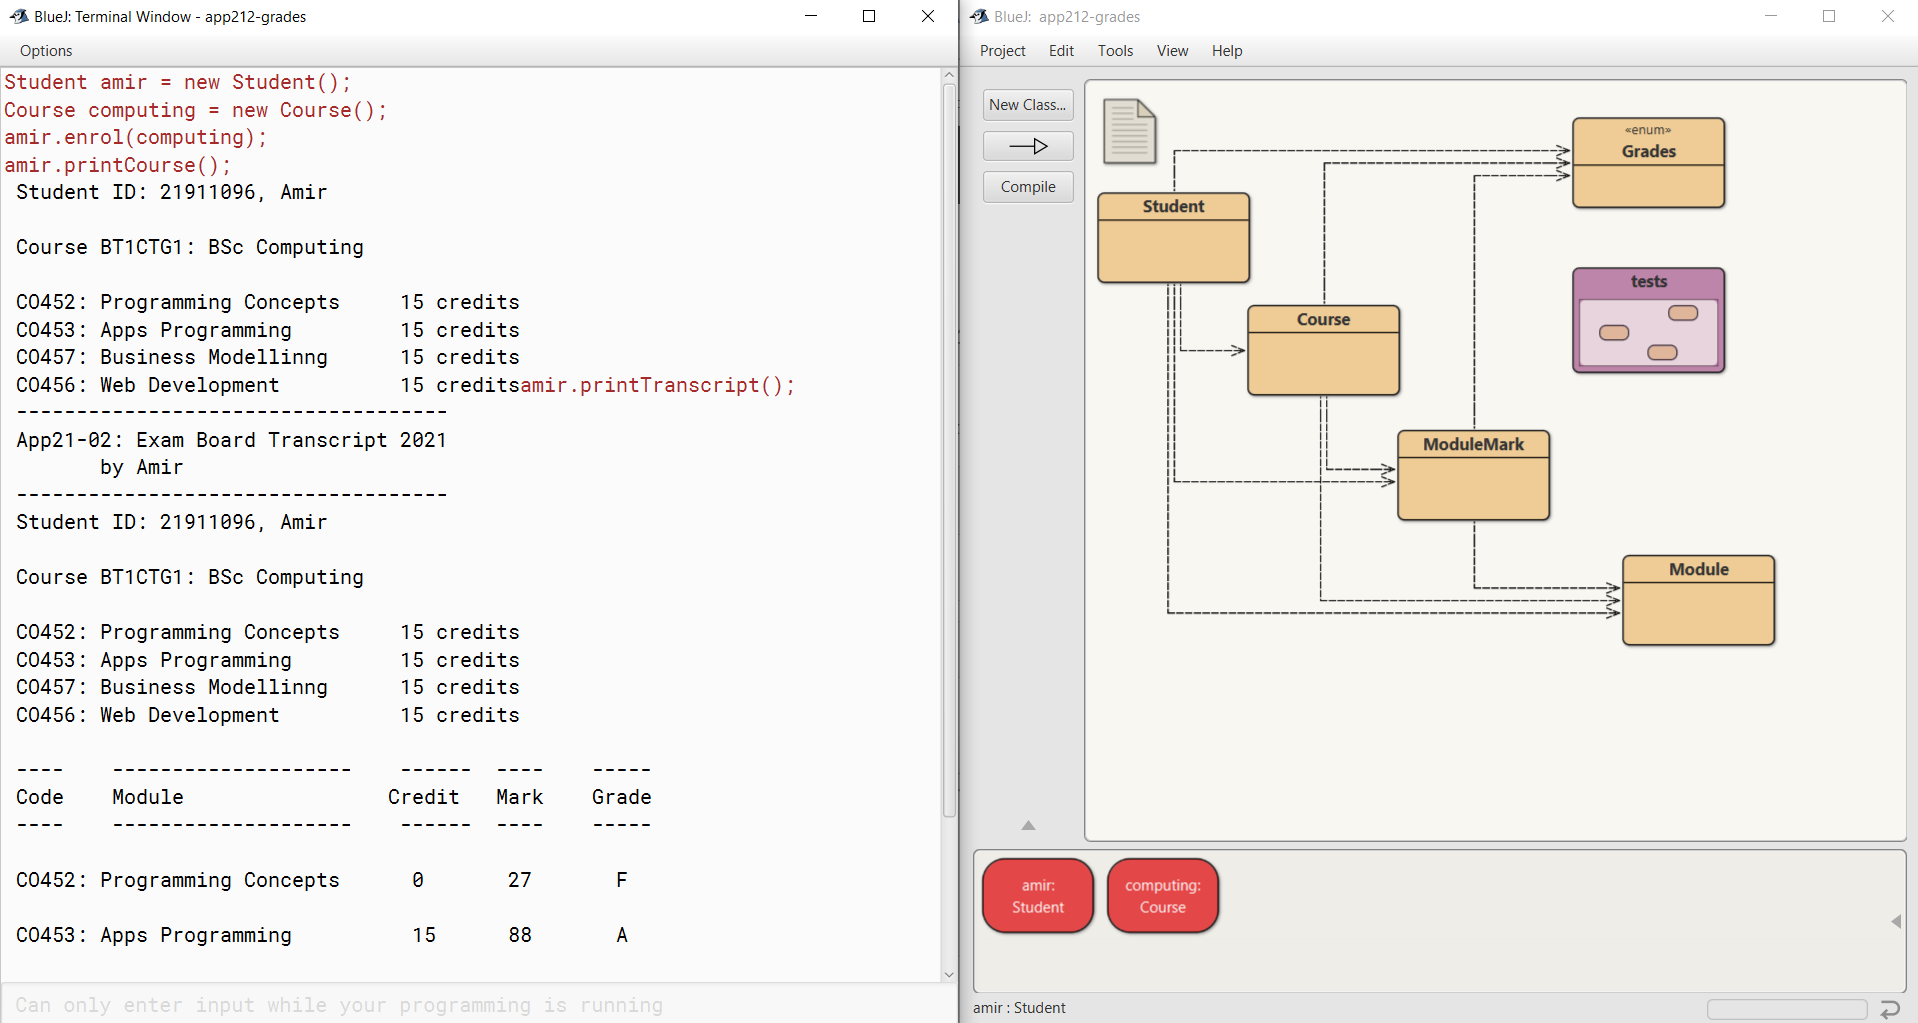 BlueJ: Terminal Window - app212-grades
Options
Student amir = new Student();
Course computing = new Course();
amir.enrol(computing);
amir.printCourse();
Student ID: 21911096, Amir
Course BT1CTG1: BSc Computing
CO452: Programming Concepts 15 credits
CO453: Apps Programming 15 credits
CO457: Business Modellinng 15 credits
CO456: Web Development 15 creditsamir.printTranscript();
------------------------------------
App21-02: Exam Board Transcript 2021
by Amir
------------------------------------
Student ID: 21911096, Amir
Course BT1CTG1: BSc Computing
CO452: Programming Concepts 15 credits
CO453: Apps Programming 15 credits
CO457: Business Modellinng 15 credits
CO456: Web Development 15 credits
---- -------------------- ------ ---- -----
Code Module Credit Mark Grade
---- -------------------- ------ ---- -----
CO452: Programming Concepts 0 27 F
CO453: Apps Programming 15 88 A
Can only enter input while your programming is running
BlueJ: app212-grades
Project Edit Tools View Help
New Class...
Compile
«enum»
Grades
Student
tests
Course
ModuleMark
Module
amir:
Student
computing:
Course
amir : Student